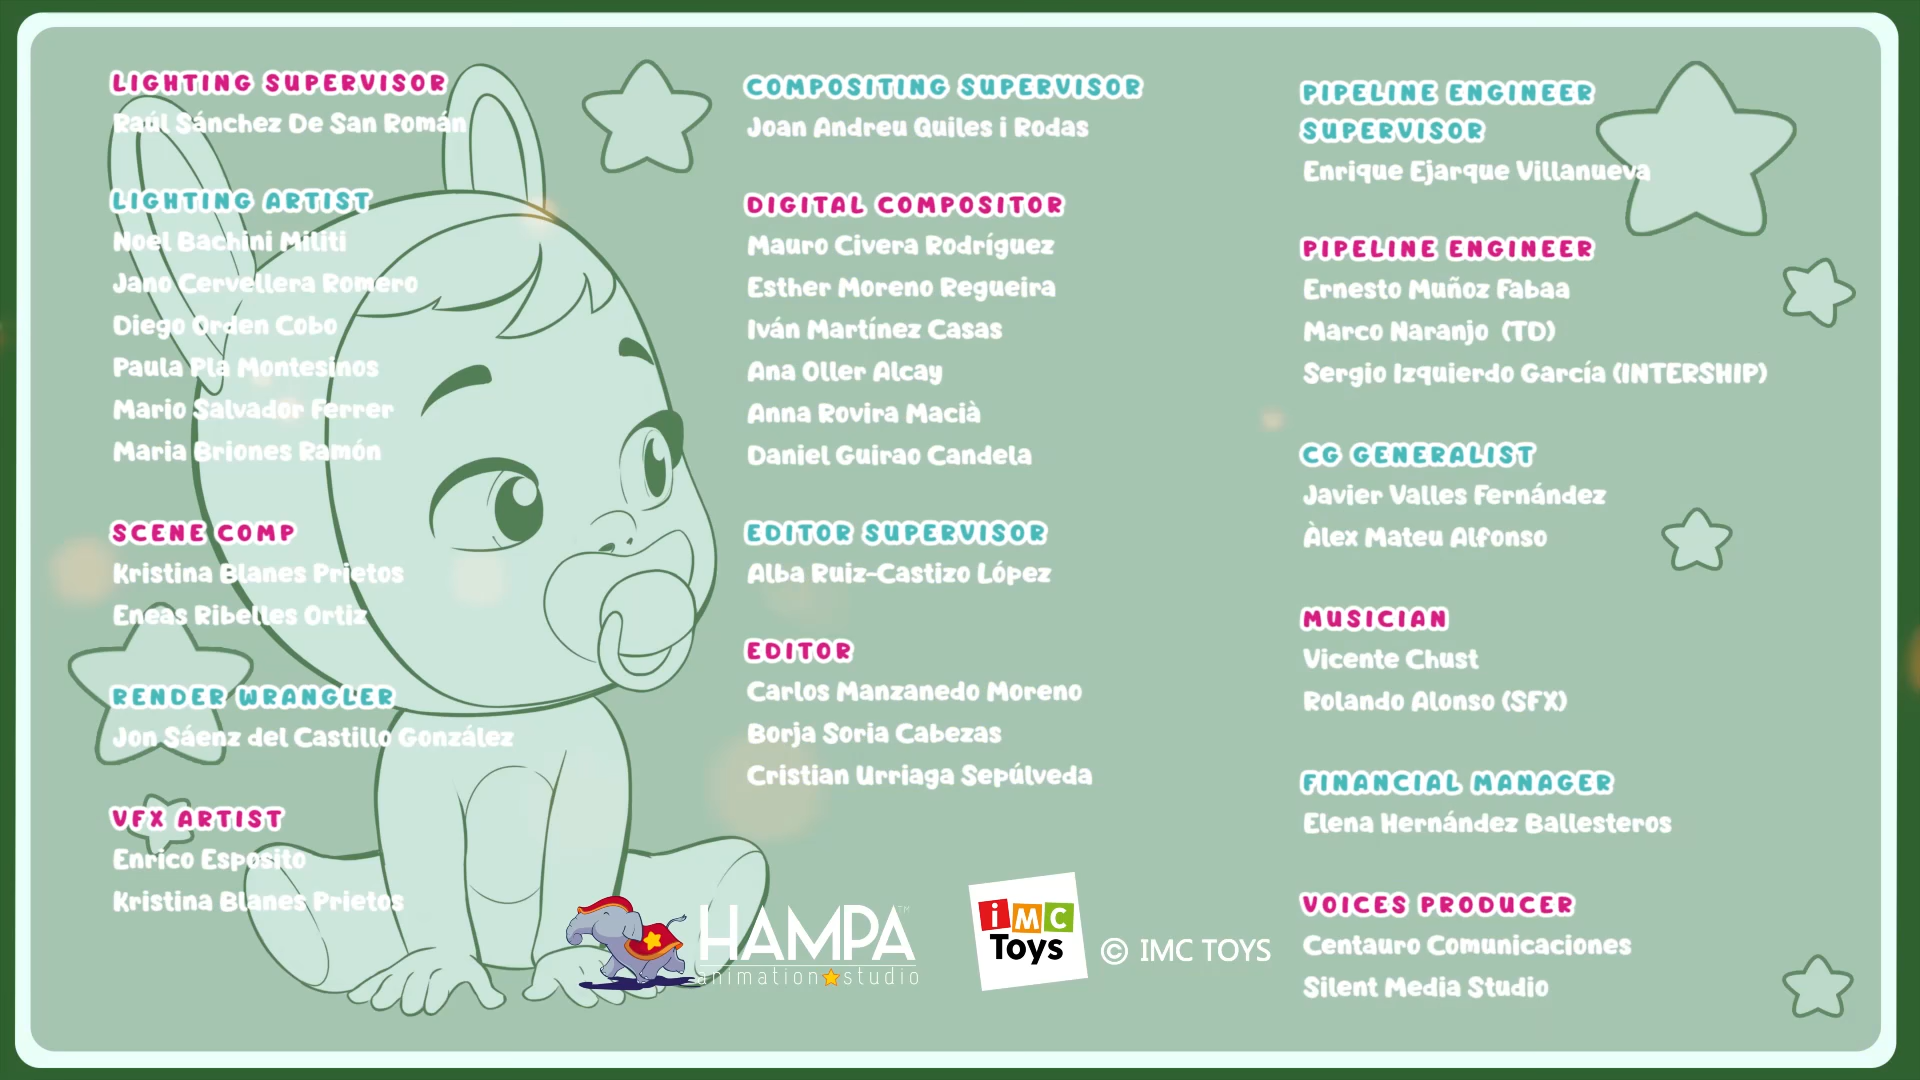 LIGHTING SUPERVISOR
Raúl Sánchez De San Román
LIGHTING ARTIST
Noel Bachini Militi
Jano Cervellera Romero
Diego Orden Cobo
Paula Pla Montesinos
Mario Salvador Ferrer
Maria Briones Ramón
SCENE COMP
Kristina Blanes Prietos
Eneas Ribelles Ortiz
RENDER WRANGLER
Jon Sáenz del Castillo González
VFX ARTIST
Enrico Esposito
Kristina Blanes Prietos
COMPOSITING SUPERVISOR
Joan Andreu Quiles i Rodas
DIGITAL COMPOSITOR
Mauro Civera Rodríguez
Esther Moreno Regueira
Iván Martínez Casas
Ana Oller Alcay
Anna Rovira Macià
Daniel Guirao Candela
EDITOR SUPERVISOR
Alba Ruiz-Castizo López
EDITOR
Carlos Manzanedo Moreno
Borja Soria Cabezas
Cristian Urriaga Sepúlveda
PIPELINE ENGINEER
SUPERVISOR
Enrique Ejarque Villanueva
PIPELINE ENGINEER
Ernesto Muñoz Fabaa
Marco Naranjo (TD)
Sergio Izquierdo García (INTERSHIP)
CG GENERALIST
Javier Valles Fernández
Àlex Mateu Alfonso
MUSICIAN
Vicente Chust
Rolando Alonso (SFX)
FINANCIAL MANAGER
Elena Hernández Ballesteros
VOICES PRODUCER
Centauro Comunicaciones
Silent Media Studio
HAMPA™
animation studio
iMC
Toys
© IMC TOYS